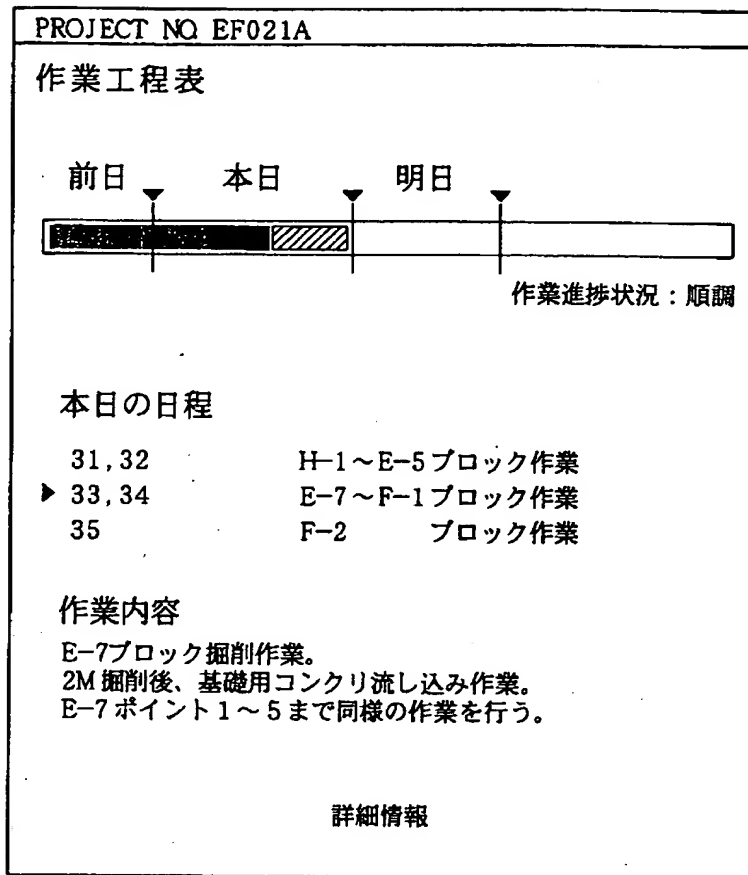 PROJECT NO. EF021A
作業工程表
前日 本日 明日
作業進捗状況：順調
本日の日程
31,32 H-1～E-5ブロック作業
33,34 E-7～F-1ブロック作業
35 F-2 ブロック作業
作業内容
E-7ブロック掘削作業。
2M掘削後、基礎用コンクリ流し込み作業。
E-7ポイント1～5まで同様の作業を行う。
詳細情報